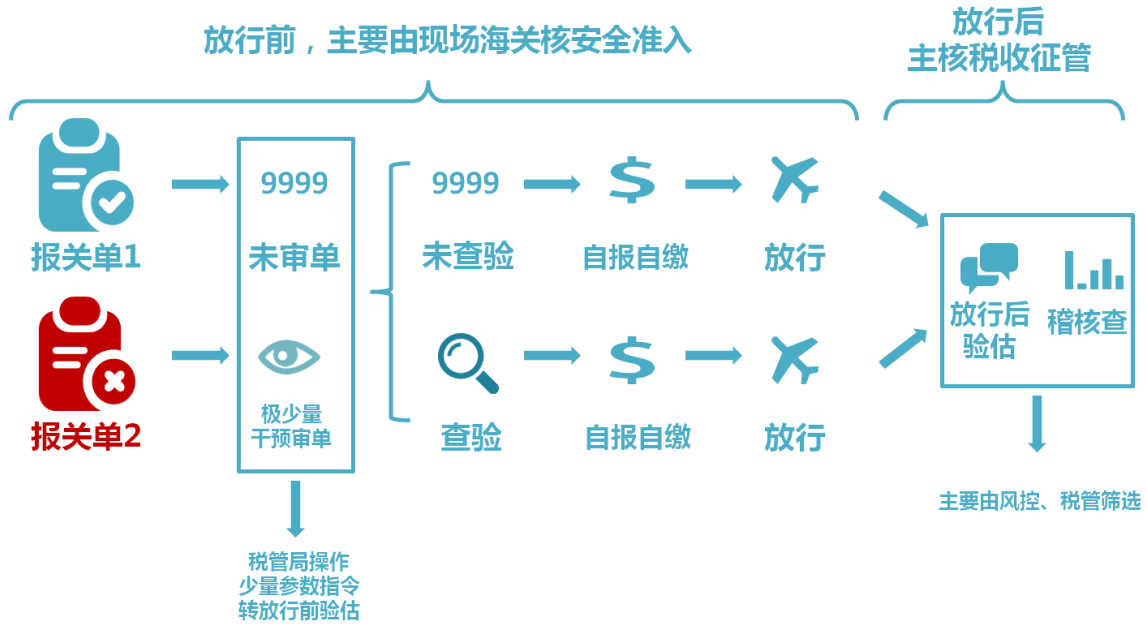 放行前，主要由现场海关核安全准入
放行后
主核税收征管
报关单1
9999
未审单
9999
未查验
$
自报自缴
放行
报关单2
极少量
干预审单
查验
$
自报自缴
放行
放行后
验估
稽核查
税管局操作
少量参数指令
转放行前验估
主要由风控、税管筛选